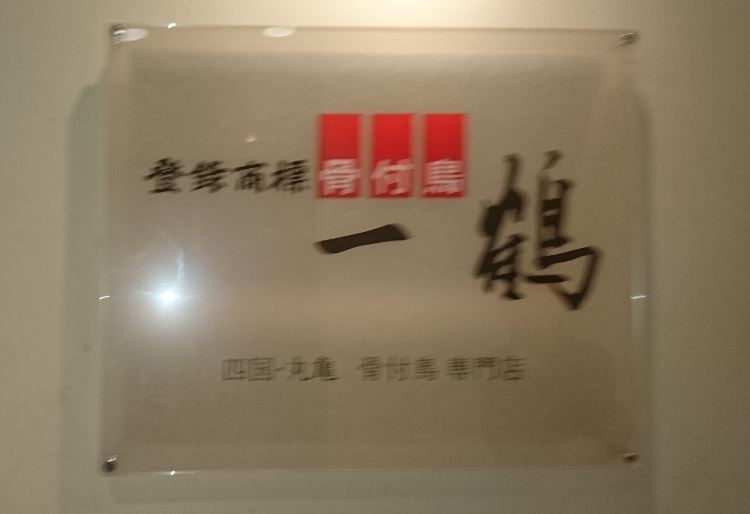 登録商標 骨付鳥
一鶴
四国・丸亀 骨付鳥専門店